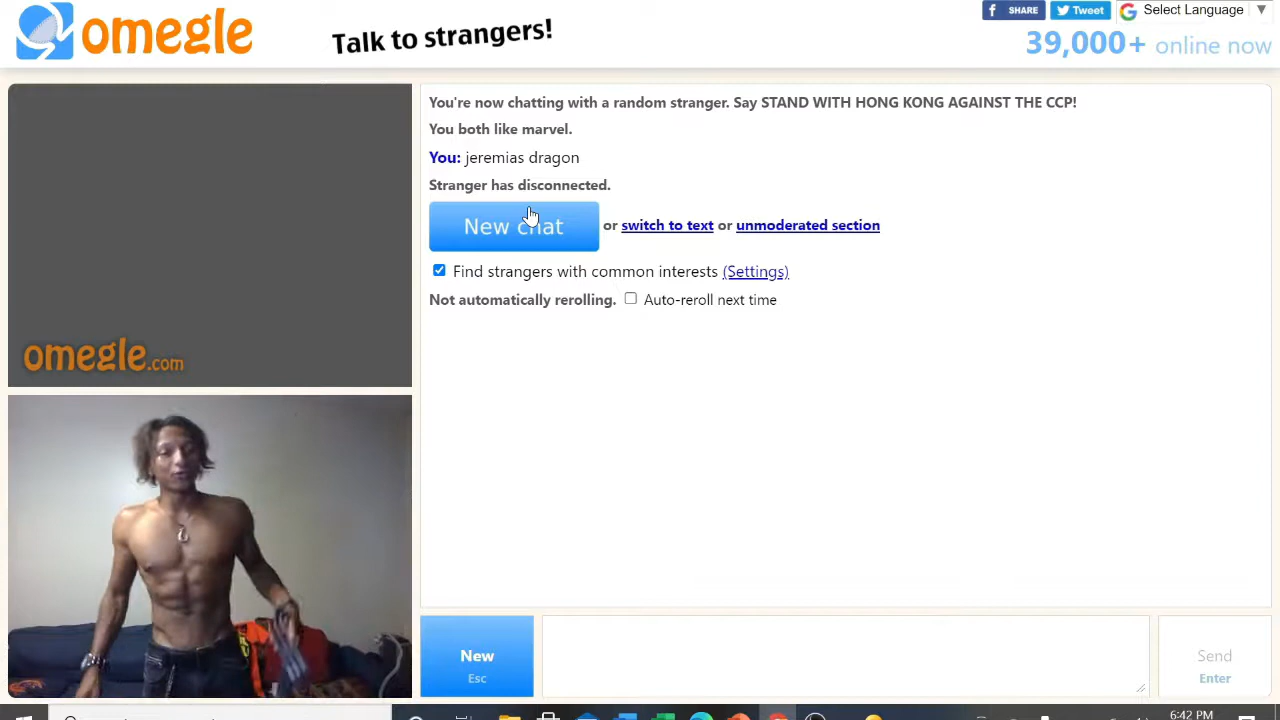 omegle
Talk to strangers!
f SHARE
Tweet
G Select Language ▼
39,000+ online now
You're now chatting with a random stranger. Say STAND WITH HONG KONG AGAINST THE CCP!
You both like marvel.
You: jeremias dragon
Stranger has disconnected.
New chat or switch to text or unmoderated section
Find strangers with common interests (Settings)
Not automatically rerolling. Auto-reroll next time
omegle.com
New
Esc
Send
Enter
6:42 PM